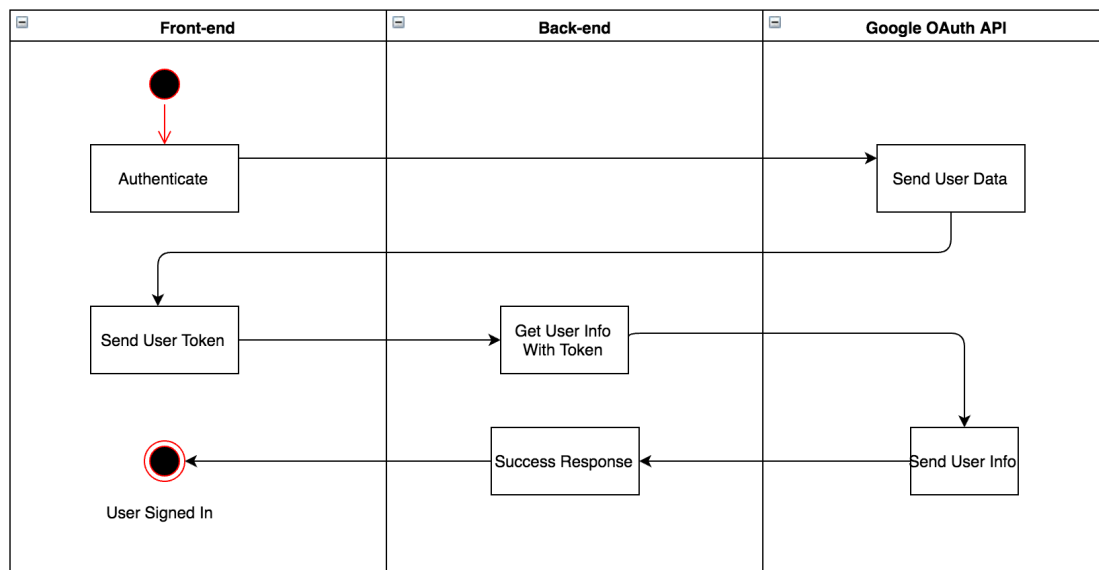 Front-end
Back-end
Google OAuth API
Authenticate
Send User Data
Send User Token
Get User Info
With Token
Success Response
Send User Info
User Signed In